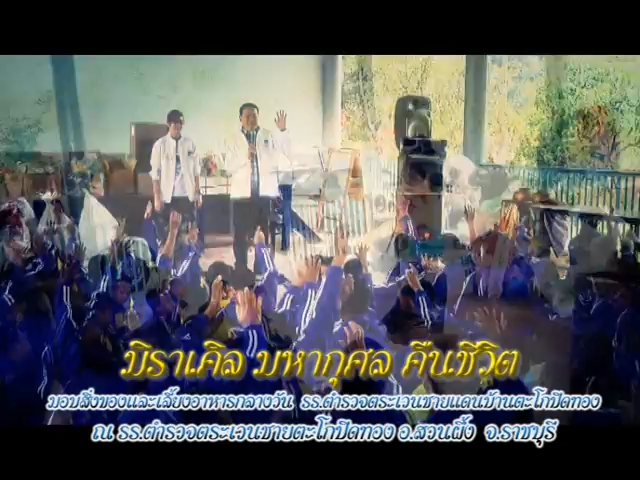 มิราเคิล มหากุศล คืนชีวิต
มอบสิ่งของและเลี้ยงอาหารกลางวัน รร.ตำรวจตระเวนชายแดนบ้านตะโกปิดทอง
ณ รร.ตำรวจตระเวนชายตะโกปิดทอง อ.สวนผึ้ง จ.ราชบุรี